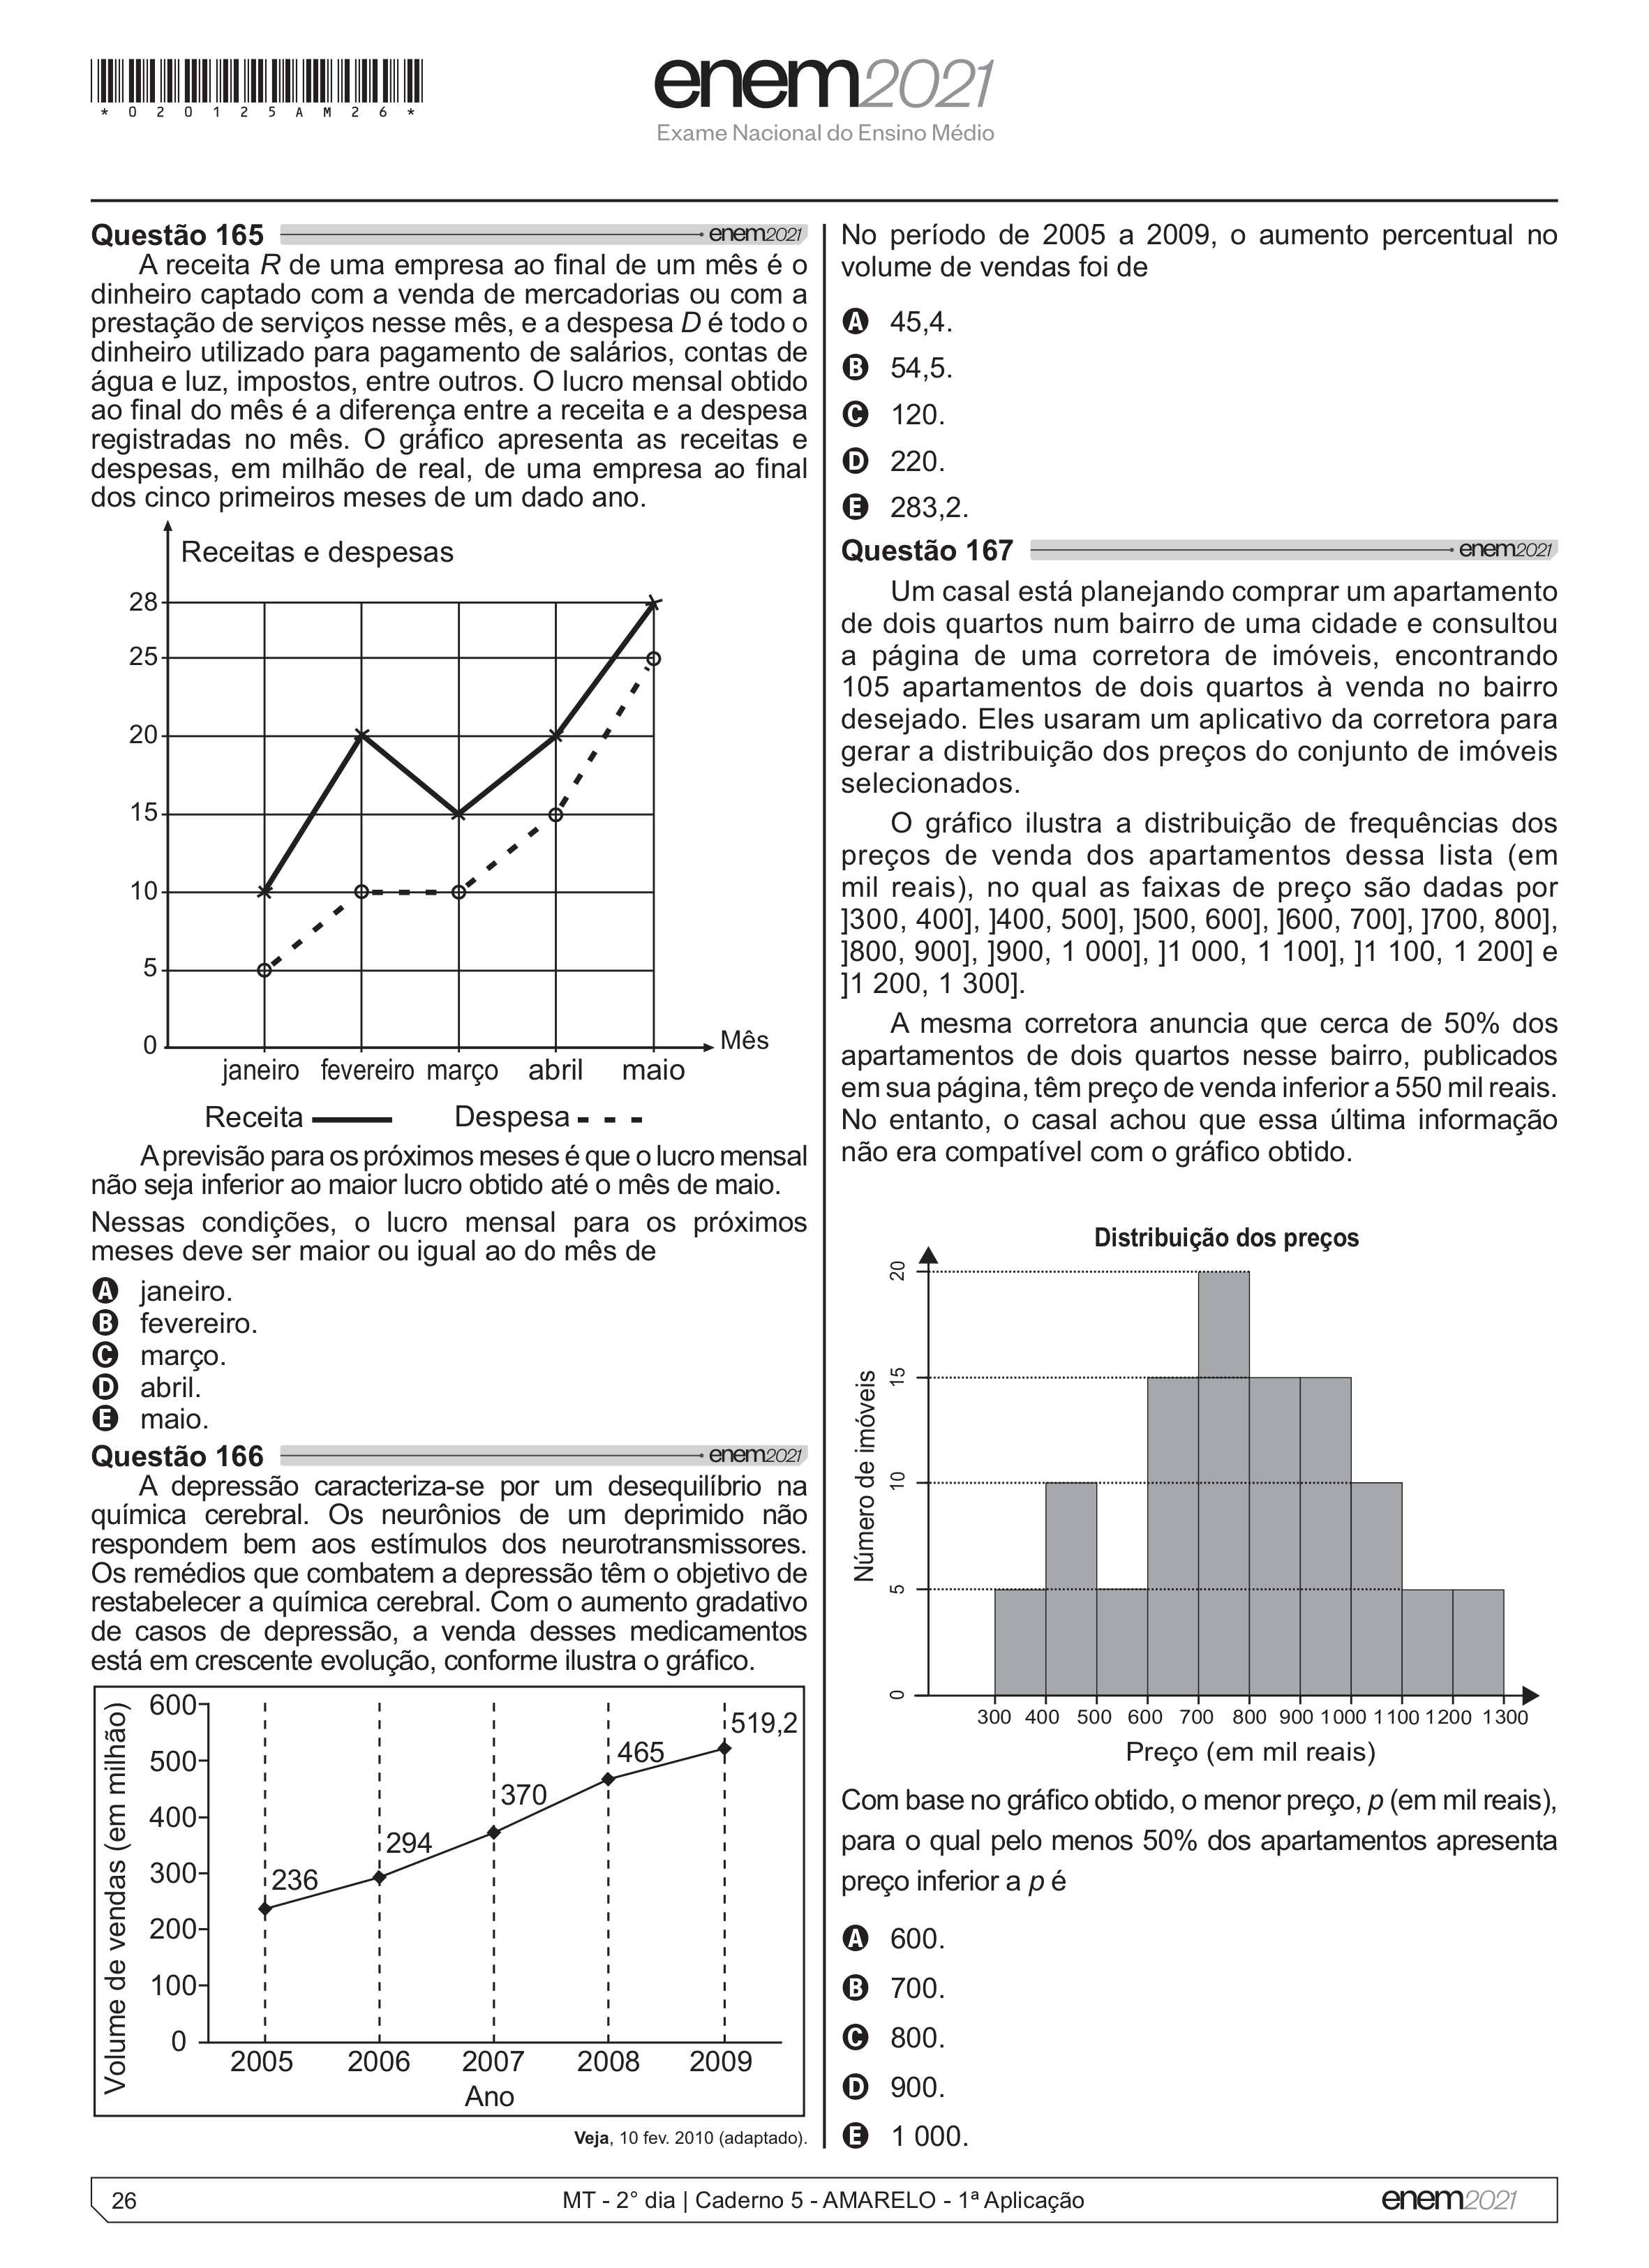 *020125AM26*
enem2021
Exame Nacional do Ensino Médio
Questão 165 enem2021
A receita R de uma empresa ao final de um mês é o
dinheiro captado com a venda de mercadorias ou com a
prestação de serviços nesse mês, e a despesa D é todo o
dinheiro utilizado para pagamento de salários, contas de
água e luz, impostos, entre outros. O lucro mensal obtido
ao final do mês é a diferença entre a receita e a despesa
registradas no mês. O gráfico apresenta as receitas e
despesas, em milhão de real, de uma empresa ao final
dos cinco primeiros meses de um dado ano.
Receitas e despesas
28
25
20
15
10
5
0
Mês
janeiro fevereiro março abril maio
Receita Despesa
A previsão para os próximos meses é que o lucro mensal
não seja inferior ao maior lucro obtido até o mês de maio.
Nessas condições, o lucro mensal para os próximos
meses deve ser maior ou igual ao do mês de
A janeiro.
B fevereiro.
C março.
D abril.
E maio.
Questão 166 enem2021
A depressão caracteriza-se por um desequilíbrio na
química cerebral. Os neurônios de um deprimido não
respondem bem aos estímulos dos neurotransmissores.
Os remédios que combatem a depressão têm o objetivo de
restabelecer a química cerebral. Com o aumento gradativo
de casos de depressão, a venda desses medicamentos
está em crescente evolução, conforme ilustra o gráfico.
Volume de vendas (em milhão)
600
500
400
300
200
100
0
236
294
370
465
519,2
2005 2006 2007 2008 2009
Ano
Veja, 10 fev. 2010 (adaptado).
No período de 2005 a 2009, o aumento percentual no
volume de vendas foi de
A 45,4.
B 54,5.
C 120.
D 220.
E 283,2.
Questão 167 enem2021
Um casal está planejando comprar um apartamento
de dois quartos num bairro de uma cidade e consultou
a página de uma corretora de imóveis, encontrando
105 apartamentos de dois quartos à venda no bairro
desejado. Eles usaram um aplicativo da corretora para
gerar a distribuição dos preços do conjunto de imóveis
selecionados.
O gráfico ilustra a distribuição de frequências dos
preços de venda dos apartamentos dessa lista (em
mil reais), no qual as faixas de preço são dadas por
]300, 400], ]400, 500], ]500, 600], ]600, 700], ]700, 800],
]800, 900], ]900, 1 000], ]1 000, 1 100], ]1 100, 1 200] e
]1 200, 1 300].
A mesma corretora anuncia que cerca de 50% dos
apartamentos de dois quartos nesse bairro, publicados
em sua página, têm preço de venda inferior a 550 mil reais.
No entanto, o casal achou que essa última informação
não era compatível com o gráfico obtido.
Distribuição dos preços
Número de imóveis
20
15
10
5
0
300 400 500 600 700 800 900 1 000 1 100 1 200 1 300
Preço (em mil reais)
Com base no gráfico obtido, o menor preço, p (em mil reais),
para o qual pelo menos 50% dos apartamentos apresenta
preço inferior a p é
A 600.
B 700.
C 800.
D 900.
E 1 000.
26
MT - 2° dia | Caderno 5 - AMARELO - 1ª Aplicação
enem2021